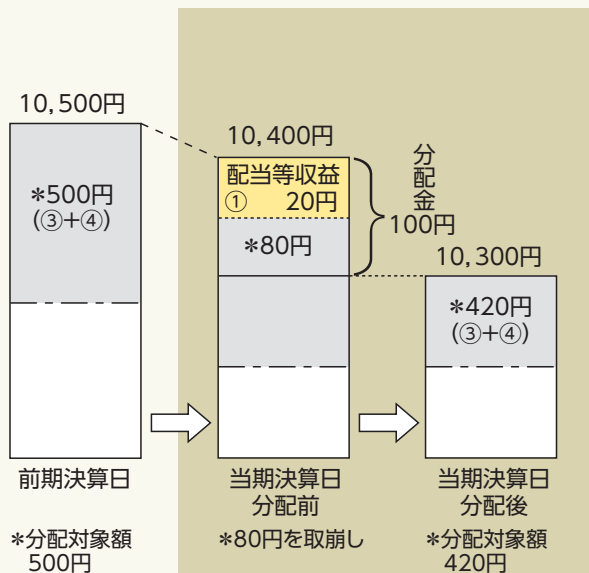 10,500円
*500円
(③+④)
前期決算日
*分配対象額
500円
10,400円
配当等収益
① 20円
*80円
分配金
100円
当期決算日
分配前
*80円を取崩し
10,300円
*420円
(③+④)
当期決算日
分配後
*分配対象額
420円